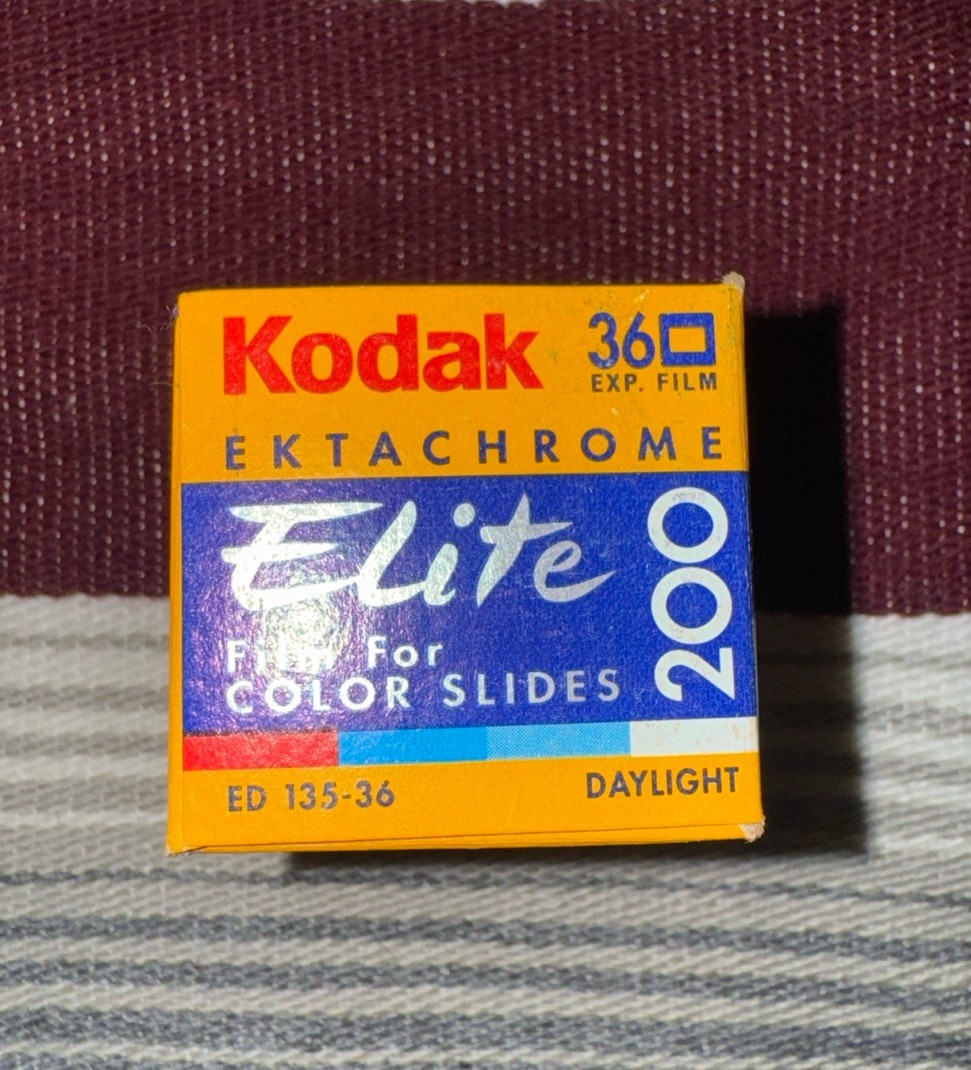 Kodak 36
EXP. FILM
EKTACHROME
Elite 200
Film For
COLOR SLIDES
ED 135-36 DAYLIGHT